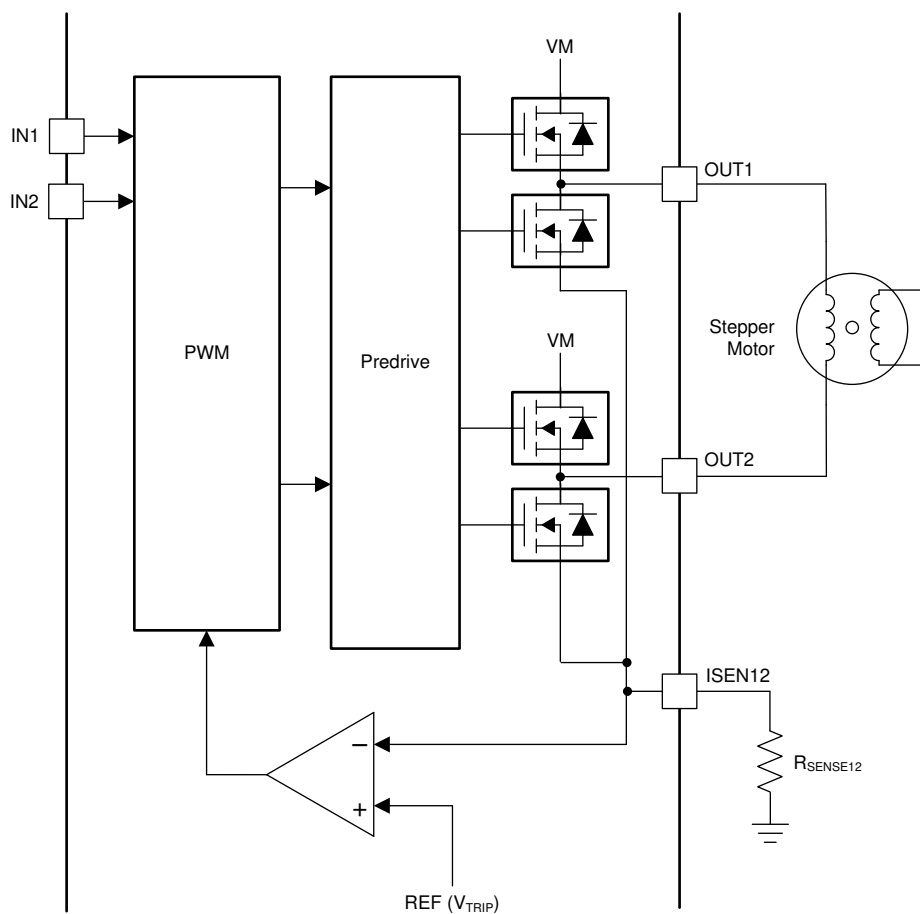 VM
IN1
IN2
OUT1
PWM
Predrive
Stepper
Motor
VM
OUT2
ISEN12
−
+
RSENSE12
REF (VTRIP)